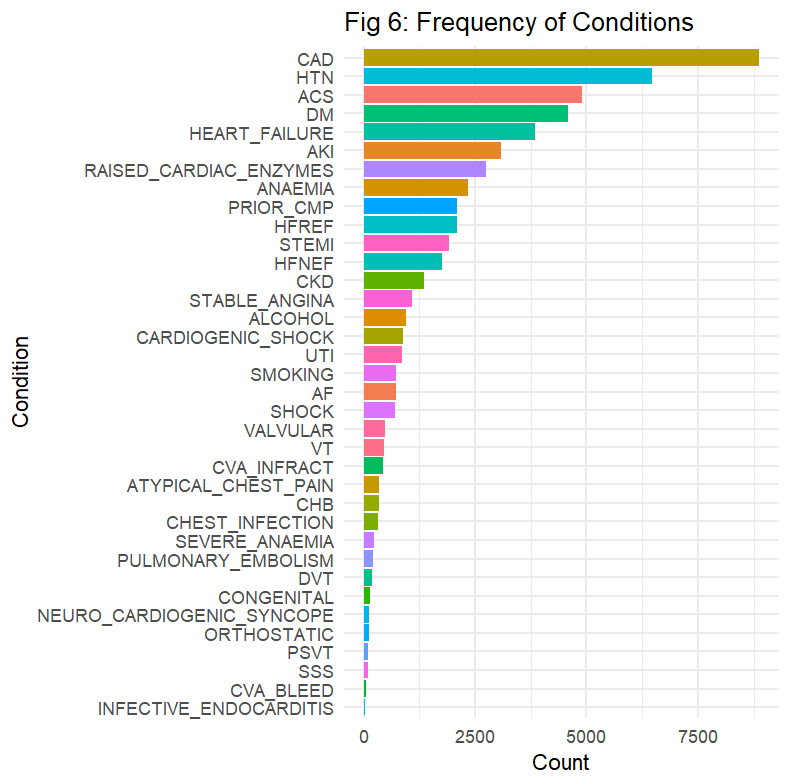 Fig 6: Frequency of Conditions
CAD
HTN
ACS
DM
HEART_FAILURE
AKI
RAISED_CARDIAC_ENZYMES
ANAEMIA
PRIOR_CMP
HFREF
STEMI
HFNEF
CKD
STABLE_ANGINA
ALCOHOL
CARDIOGENIC_SHOCK
UTI
SMOKING
AF
SHOCK
VALVULAR
VT
CVA_INFRACT
ATYPICAL_CHEST_PAIN
CHB
CHEST_INFECTION
SEVERE_ANAEMIA
PULMONARY_EMBOLISM
DVT
CONGENITAL
NEURO_CARDIOGENIC_SYNCOPE
ORTHOSTATIC
PSVT
SSS
CVA_BLEED
INFECTIVE_ENDOCARDITIS
Condition
0 2500 5000 7500
Count